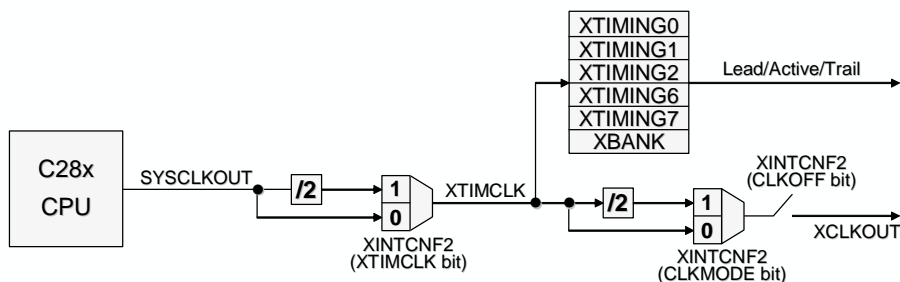 XTIMING0
XTIMING1
XTIMING2
XTIMING6
XTIMING7
XBANK
Lead/Active/Trail
C28x
CPU
SYSCLKOUT
/2
1
0
XINTCNF2
(XTIMCLK bit)
XTIMCLK
/2
1
0
XINTCNF2
(CLKMODE bit)
XINTCNF2
(CLKOFF bit)
XCLKOUT